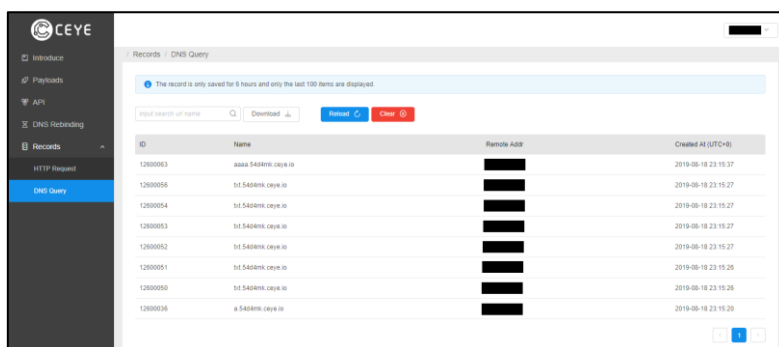 CEYE
Introduce
Payloads
API
DNS Rebinding
Records
HTTP Request
DNS Query
/ Records / DNS Query
The record is only saved for 6 hours and only the last 100 items are displayed.
input search url name
Download
Reload
Clear
ID Name Remote Addr Created At (UTC+0)
12600063 aaaa.54d4mk.ceye.io 2019-08-18 23:15:37
12600056 txt.54d4mk.ceye.io 2019-08-18 23:15:27
12600054 txt.54d4mk.ceye.io 2019-08-18 23:15:27
12600053 txt.54d4mk.ceye.io 2019-08-18 23:15:27
12600052 txt.54d4mk.ceye.io 2019-08-18 23:15:27
12600051 txt.54d4mk.ceye.io 2019-08-18 23:15:26
12600050 txt.54d4mk.ceye.io 2019-08-18 23:15:26
12600036 a.54d4mk.ceye.io 2019-08-18 23:15:20
1